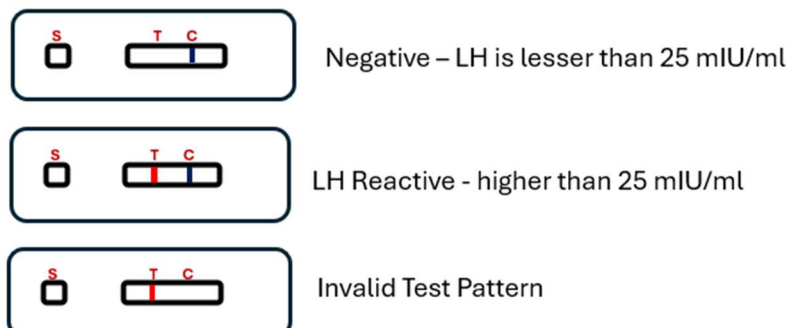 S T C
Negative – LH is lesser than 25 mIU/ml
S T C
LH Reactive - higher than 25 mIU/ml
S T C
Invalid Test Pattern